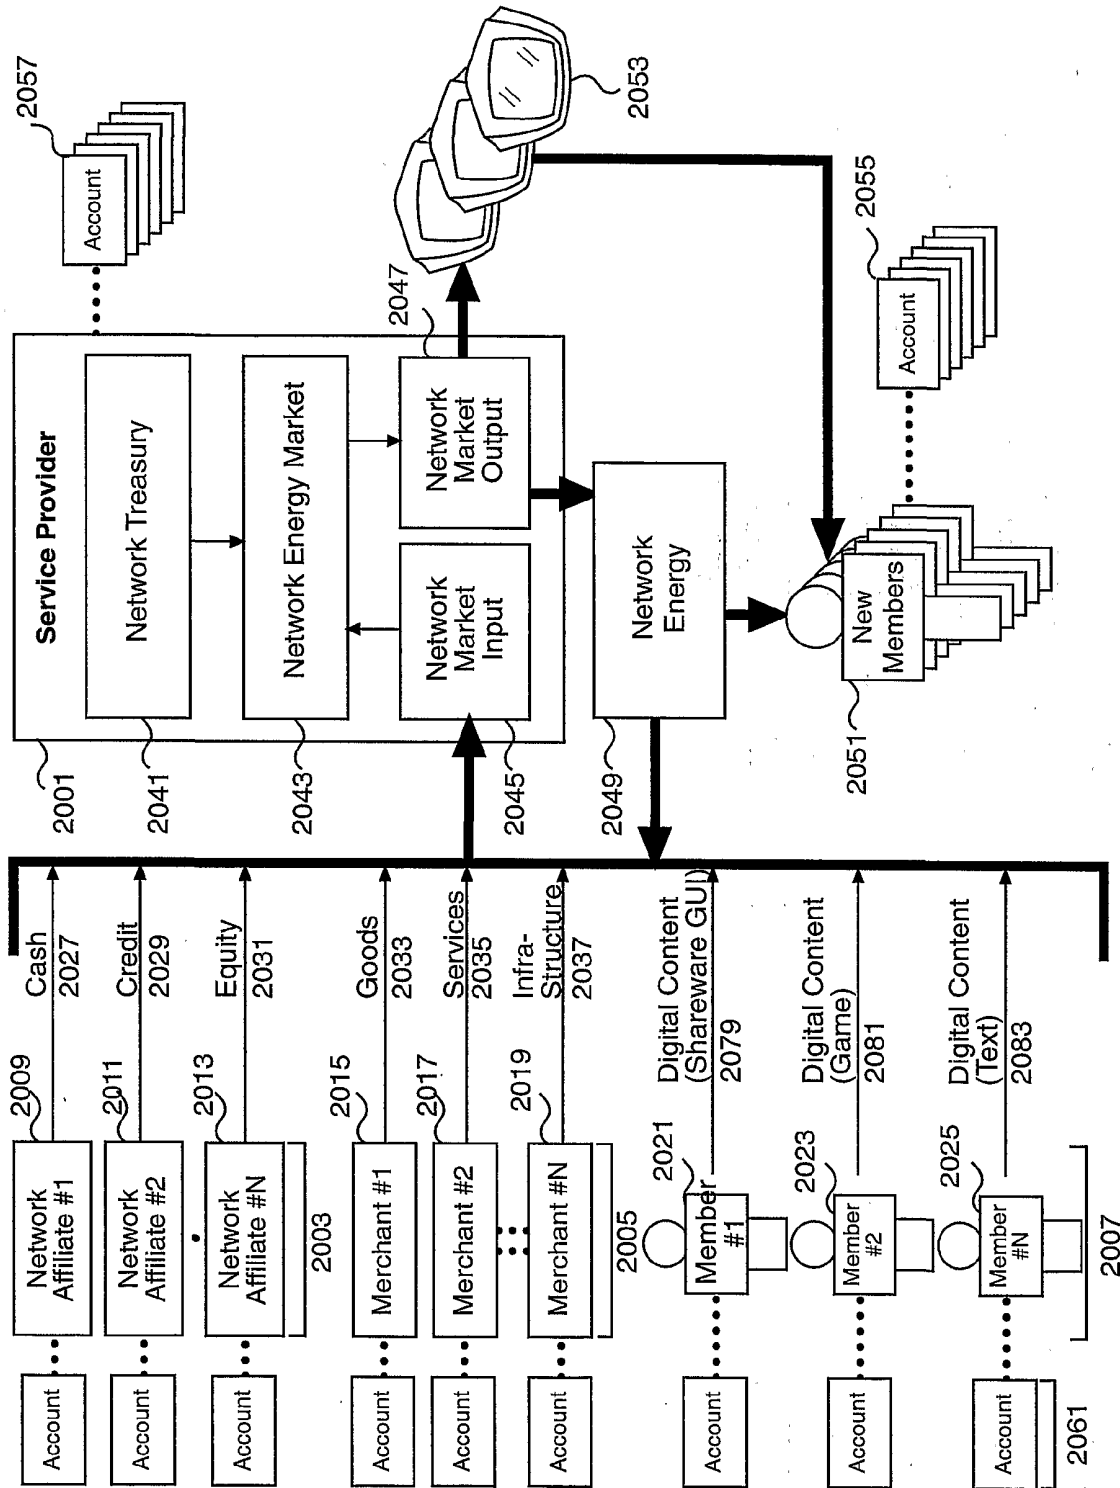 Account
Network
Affiliate #1
2009
Cash
2027
Account
Network
Affiliate #2
2011
Credit
2029
Account
Network
Affiliate #N
2013
Equity
2031
2003
Account
Merchant #1
2015
Goods
2033
Account
Merchant #2
2017
Services
2035
Account
Merchant #N
2019
Infra-
Structure
2037
2005
Account
Member
#1
2021
Digital Content
(Shareware GUI)
2079
Account
Member
#2
2023
Digital Content
(Game)
2081
Account
Member
#N
2025
Digital Content
(Text)
2083
2061
2007
2001
Service Provider
2041
Network Treasury
2043
Network Energy Market
2045
Network
Market
Input
Network
Market
Output
2047
2049
Network
Energy
2051
New
Members
2053
Account
2055
Account
2057